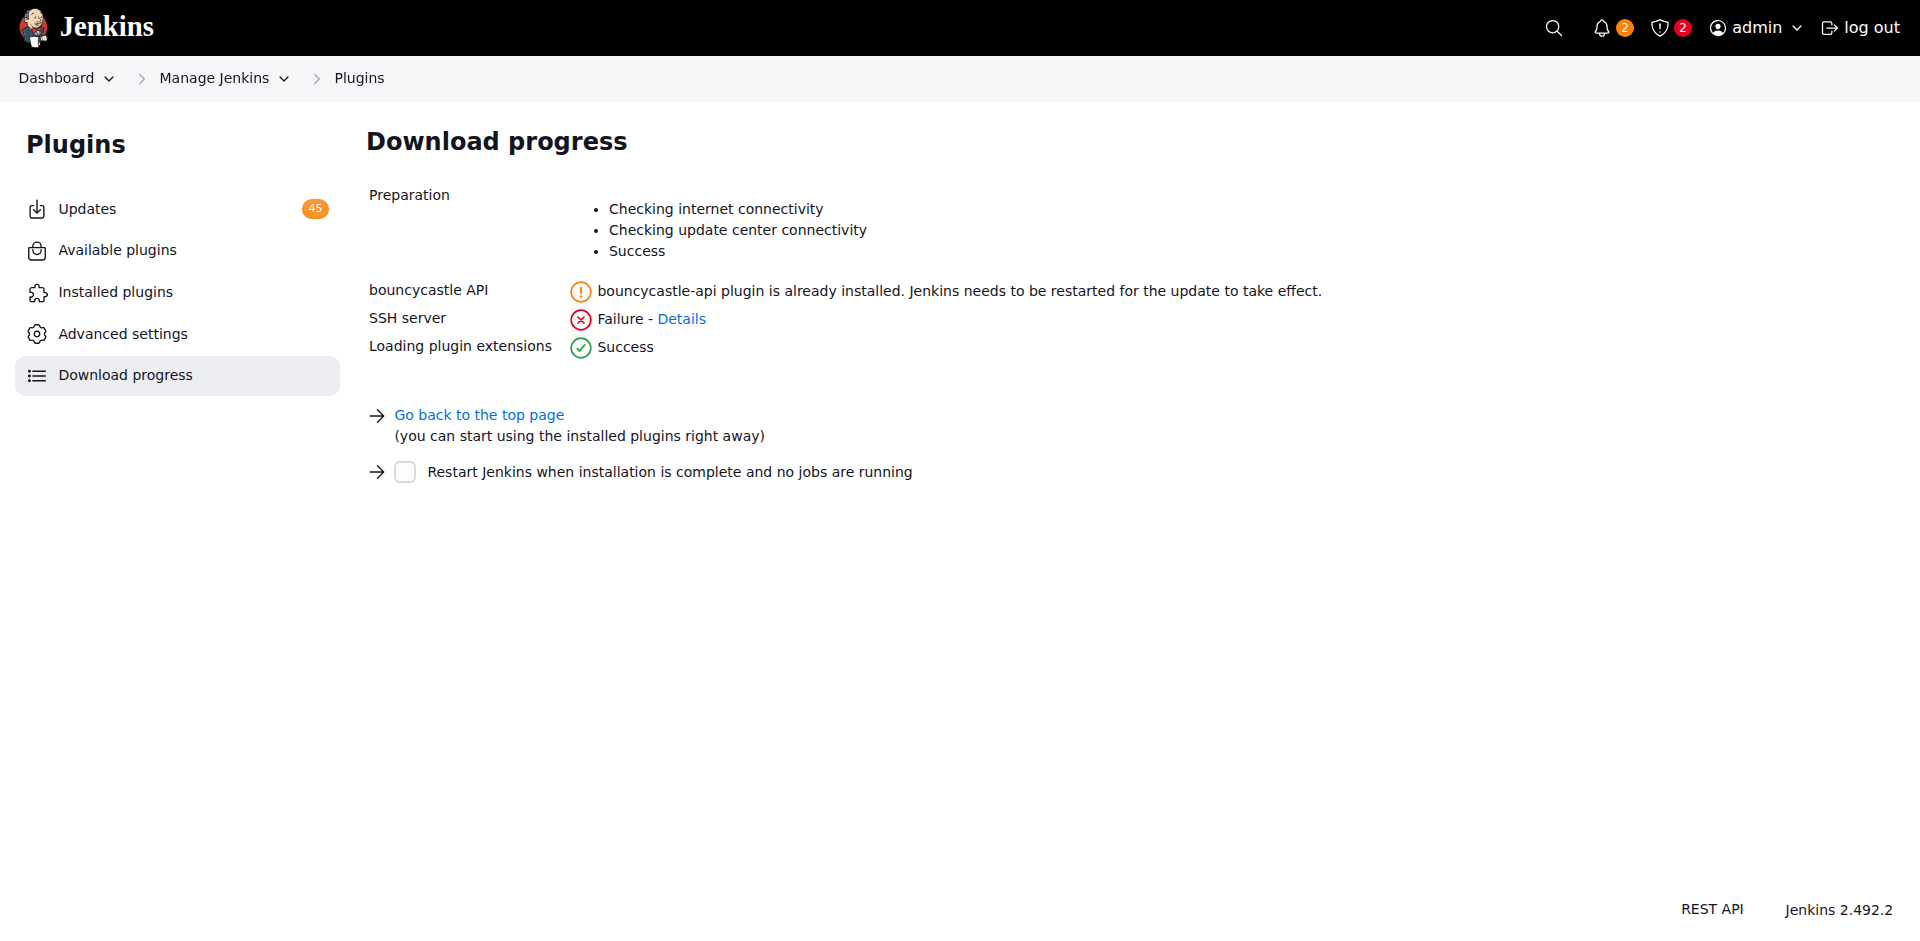 Jenkins
2
2
admin
log out
Dashboard
Manage Jenkins
Plugins
Plugins
Updates
45
Available plugins
Installed plugins
Advanced settings
Download progress
Download progress
Preparation
Checking internet connectivity
Checking update center connectivity
Success
bouncycastle API
bouncycastle-api plugin is already installed. Jenkins needs to be restarted for the update to take effect.
SSH server
Failure - Details
Loading plugin extensions
Success
Go back to the top page
(you can start using the installed plugins right away)
Restart Jenkins when installation is complete and no jobs are running
REST API
Jenkins 2.492.2